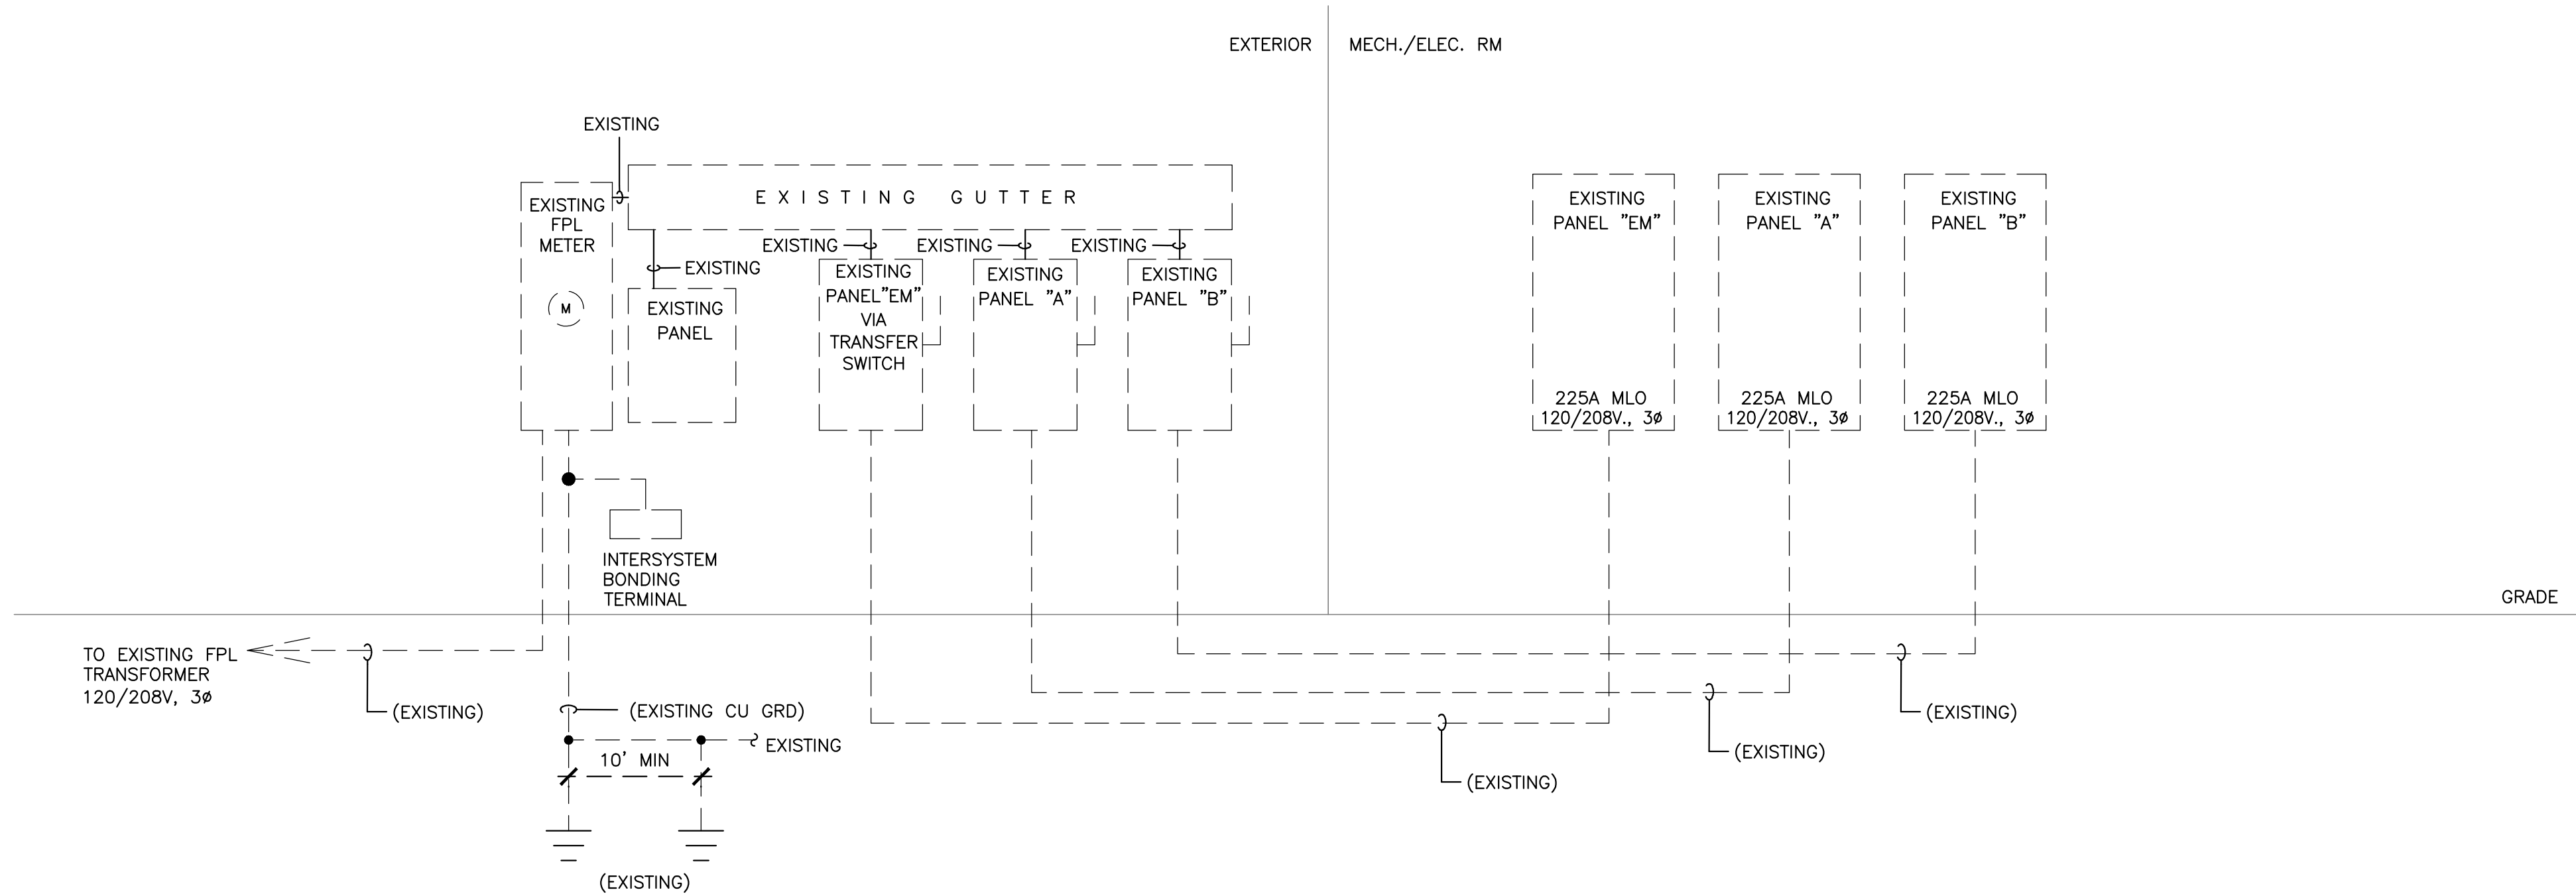 EXTERIOR
MECH./ELEC. RM
EXISTING
EXISTING GUTTER
EXISTING
FPL
METER
M
EXISTING
EXISTING
PANEL
EXISTING
EXISTING
PANEL"EM"
VIA
TRANSFER
SWITCH
EXISTING
EXISTING
PANEL "A"
EXISTING
EXISTING
PANEL "B"
EXISTING
PANEL "EM"
225A MLO
120/208V., 3ø
EXISTING
PANEL "A"
225A MLO
120/208V., 3ø
EXISTING
PANEL "B"
225A MLO
120/208V., 3ø
INTERSYSTEM
BONDING
TERMINAL
GRADE
TO EXISTING FPL
TRANSFORMER
120/208V, 3ø
(EXISTING)
(EXISTING CU GRD)
EXISTING
10' MIN
(EXISTING)
(EXISTING)
(EXISTING)
(EXISTING)